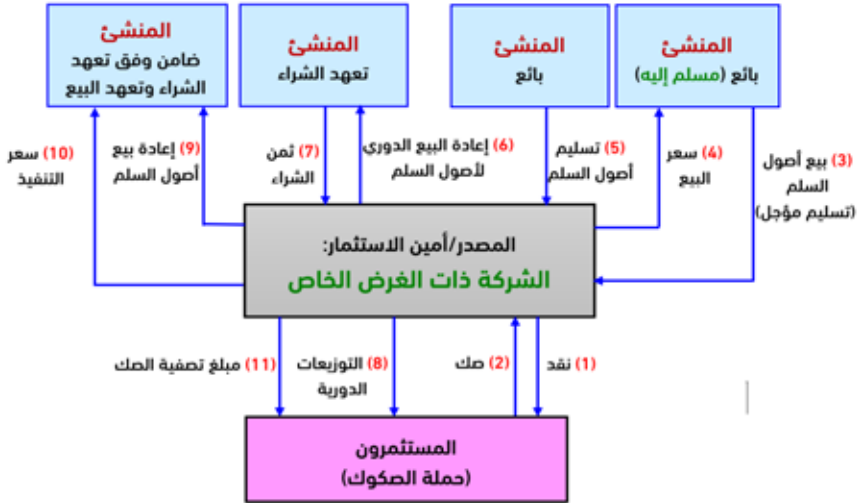 المنشئ
بائع (مسلم إليه)
المنشئ
بائع
المنشئ
تعهد الشراء
المنشئ
ضامن وفق تعهد
الشراء وتعهد البيع
(3) بيع أصول
السلم
(تسليم مؤجل)
(4) سعر
البيع
(5) تسليم
أصول السلم
(6) إعادة البيع الدوري
لأصول السلم
(7) ثمن
الشراء
(9) إعادة بيع
أصول السلم
(10) سعر
التنفيذ
المصدر/أمين الاستثمار:
الشركة ذات الغرض الخاص
(1) نقد
(2) صك
(8) التوزيعات
الدورية
(11) مبلغ تصفية الصك
المستثمرون
(حملة الصكوك)